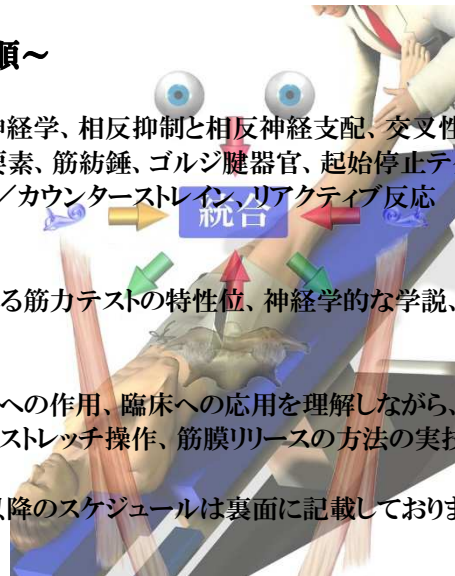 順～
神経学、相反抑制と相反神経支配、交叉性
要素、筋紡錘、ゴルジ腱器官、起始停止テ
／カウンターストレイン、リアクティブ反応
統合
る筋力テストの特性位、神経学的な学説、
への作用、臨床への応用を理解しながら、
ストレッチ操作、筋膜リリースの方法の実技
以降のスケジュールは裏面に記載しておりま